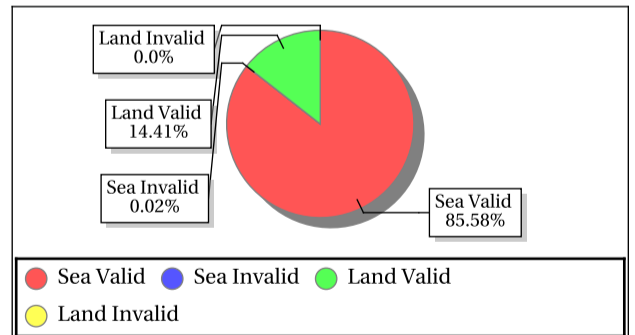 Land Invalid
0.0%
Land Valid
14.41%
Sea Invalid
0.02%
Sea Valid
85.58%
Sea Valid Sea Invalid Land Valid
Land Invalid